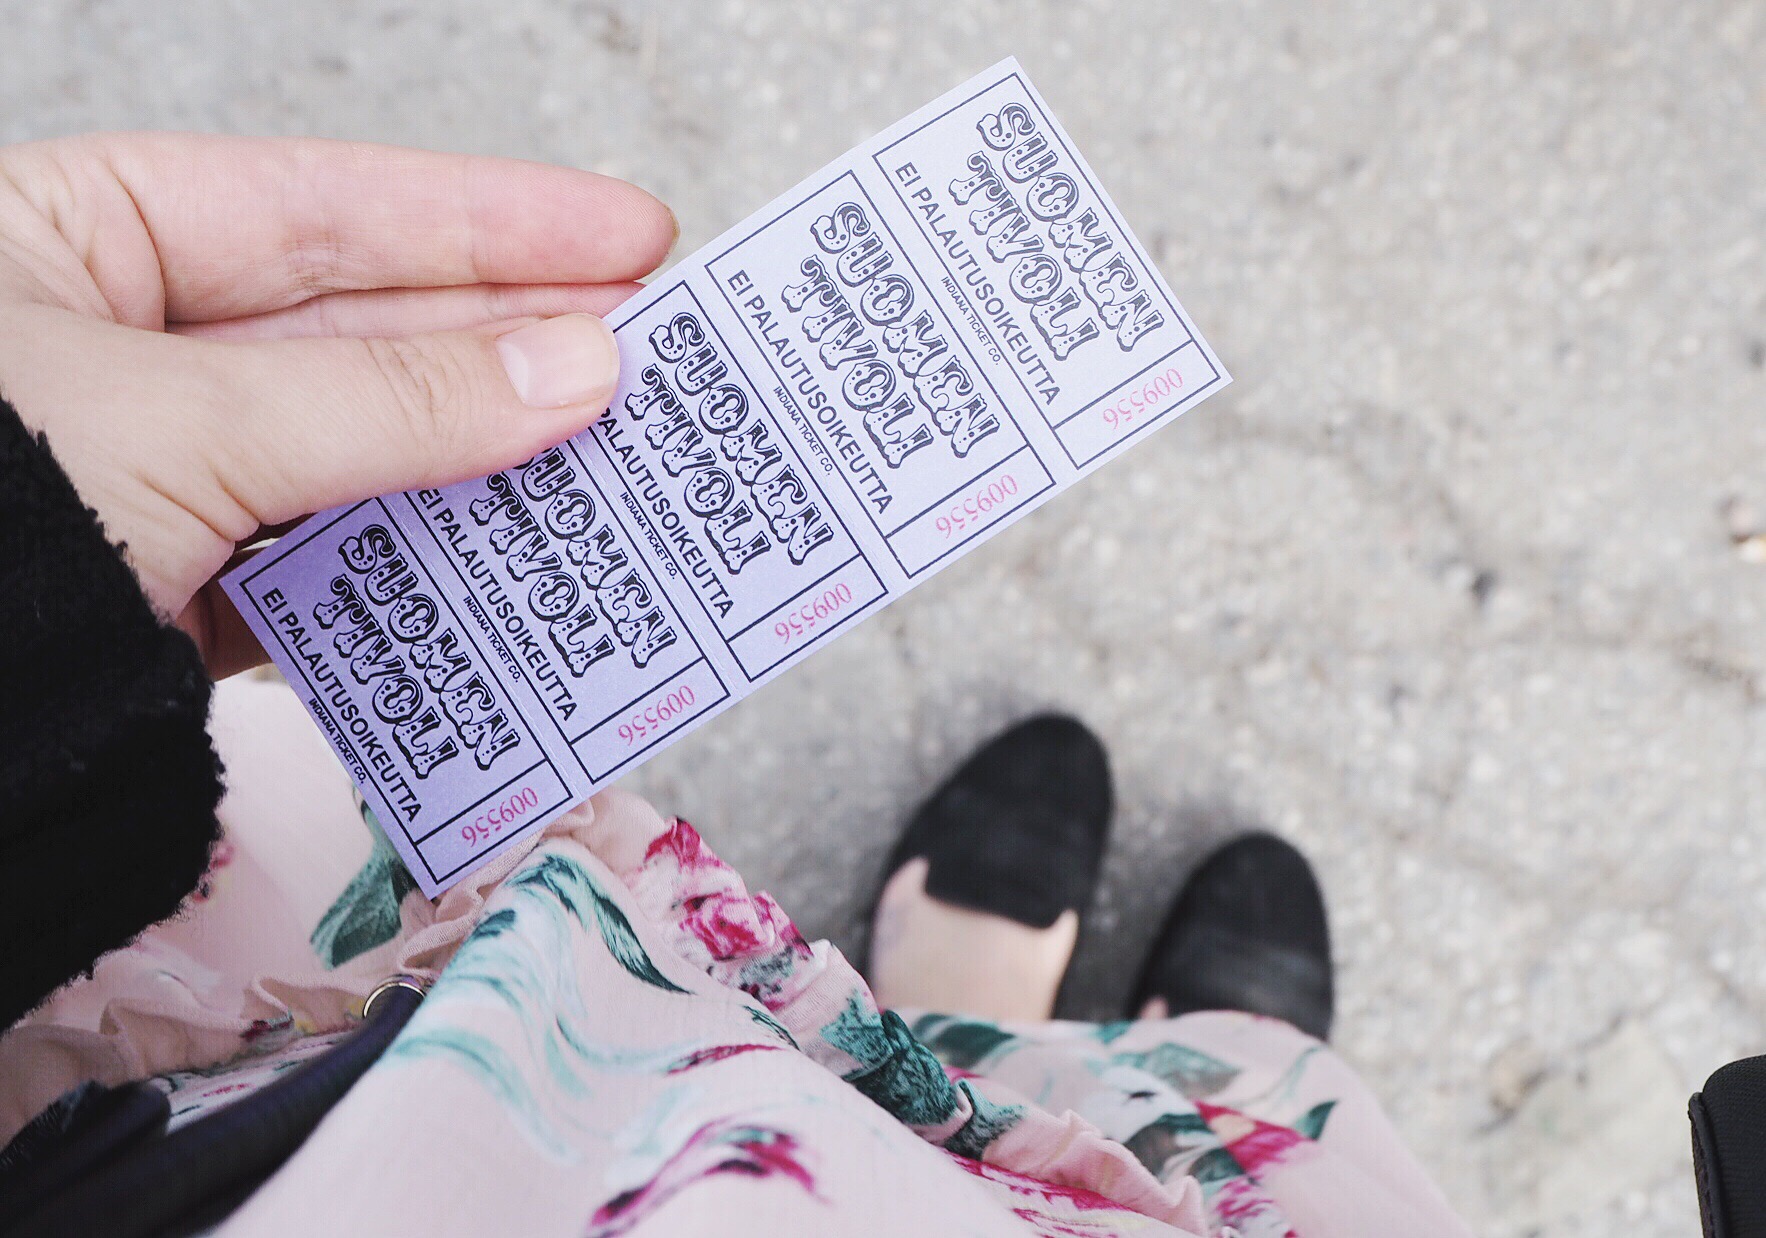 SUOMEN
TIVOLI
EI PALAUTUSOIKEUTTA
INDIANA TICKET CO.
009556
SUOMEN
TIVOLI
EI PALAUTUSOIKEUTTA
INDIANA TICKET CO.
009556
SUOMEN
TIVOLI
PALAUTUSOIKEUTTA
INDIANA TICKET CO.
009556
SUOMEN
TIVOLI
EI PALAUTUSOIKEUTTA
INDIANA TICKET CO.
009556
SUOMEN
TIVOLI
EI PALAUTUSOIKEUTTA
INDIANA TICKET CO.
009556